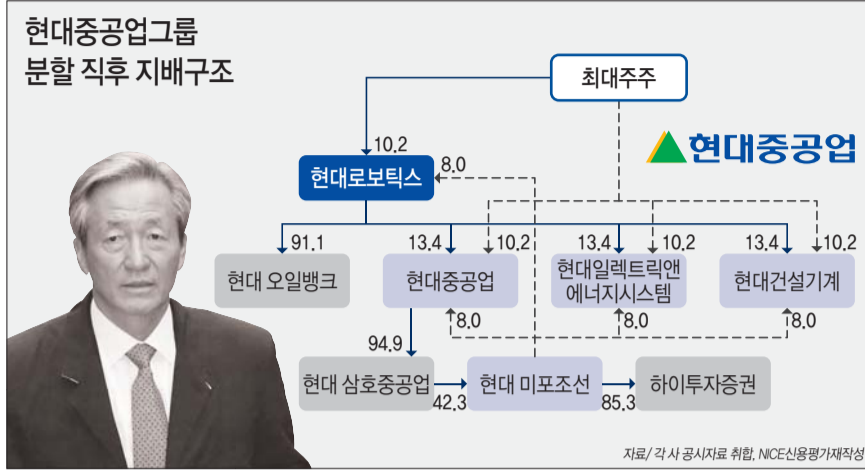 현대중공업그룹
분할 직후 지배구조
최대주주
현대중공업
10.2
현대로보틱스
8.0
91.1
13.4
10.2
13.4
10.2
13.4
10.2
현대 오일뱅크
현대중공업
현대일렉트릭앤
에너지시스템
현대건설기계
8.0
8.0
8.0
94.9
현대 삼호중공업
42.3
현대 미포조선
85.3
하이투자증권
자료/ 각 사 공시자료 취합, NICE신용평가재작성